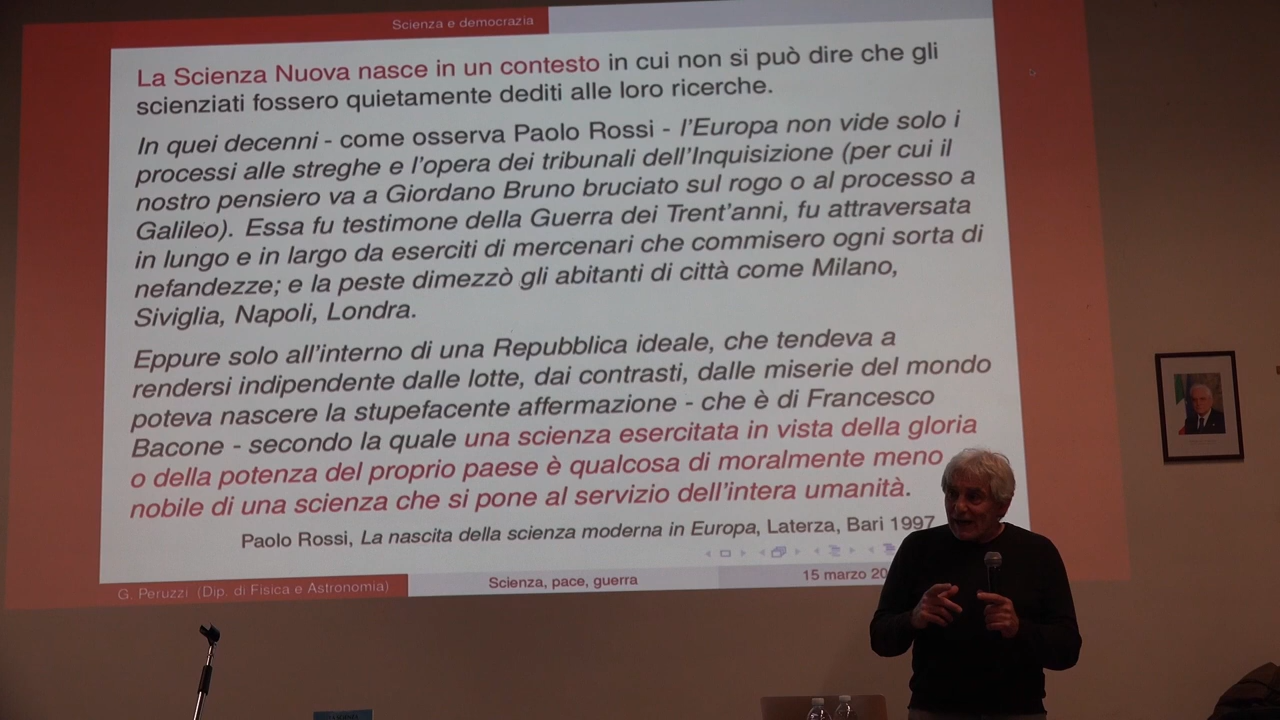 Scienza e democrazia
La Scienza Nuova nasce in un contesto in cui non si può dire che gli
scienziati fossero quietamente dediti alle loro ricerche.
In quei decenni - come osserva Paolo Rossi - l'Europa non vide solo i
processi alle streghe e l'opera dei tribunali dell'Inquisizione (per cui il
nostro pensiero va a Giordano Bruno bruciato sul rogo o al processo a
Galileo). Essa fu testimone della Guerra dei Trent'anni, fu attraversata
in lungo e in largo da eserciti di mercenari che commisero ogni sorta di
nefandezze; e la peste dimezzò gli abitanti di città come Milano,
Siviglia, Napoli, Londra.
Eppure solo all'interno di una Repubblica ideale, che tendeva a
rendersi indipendente dalle lotte, dai contrasti, dalle miserie del mondo
poteva nascere la stupefacente affermazione - che è di Francesco
Bacone - secondo la quale una scienza esercitata in vista della gloria
o della potenza del proprio paese è qualcosa di moralmente meno
nobile di una scienza che si pone al servizio dell'intera umanità.
Paolo Rossi, La nascita della scienza moderna in Europa, Laterza, Bari 1997
G. Peruzzi (Dip. di Fisica e Astronomia)
Scienza, pace, guerra
15 marzo 20